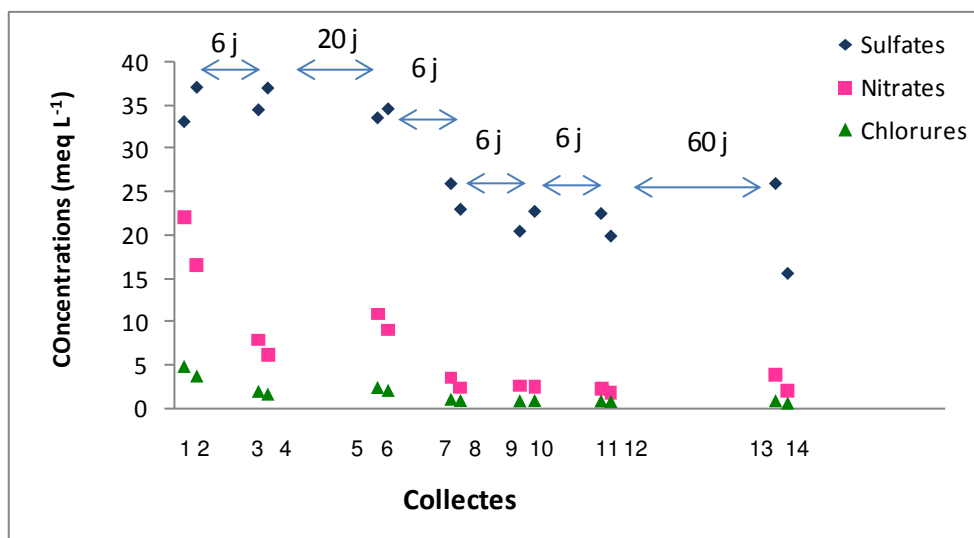 6 j
20 j
6 j
6 j
6 j
60 j
Sulfates
Nitrates
Chlorures
40
35
30
25
20
15
10
5
0
COncentrations (meq L-1)
1 2 3 4 5 6 7 8 9 10 11 12 13 14
Collectes